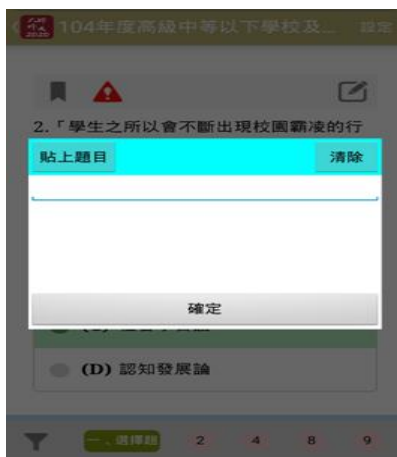 2020
104年度高級中等以下學校及...
設定
2.「學生之所以會不斷出現校園霸凌的行
貼上題目
清除
確定
(D) 認知發展論
一、選擇題
2
4
8
9